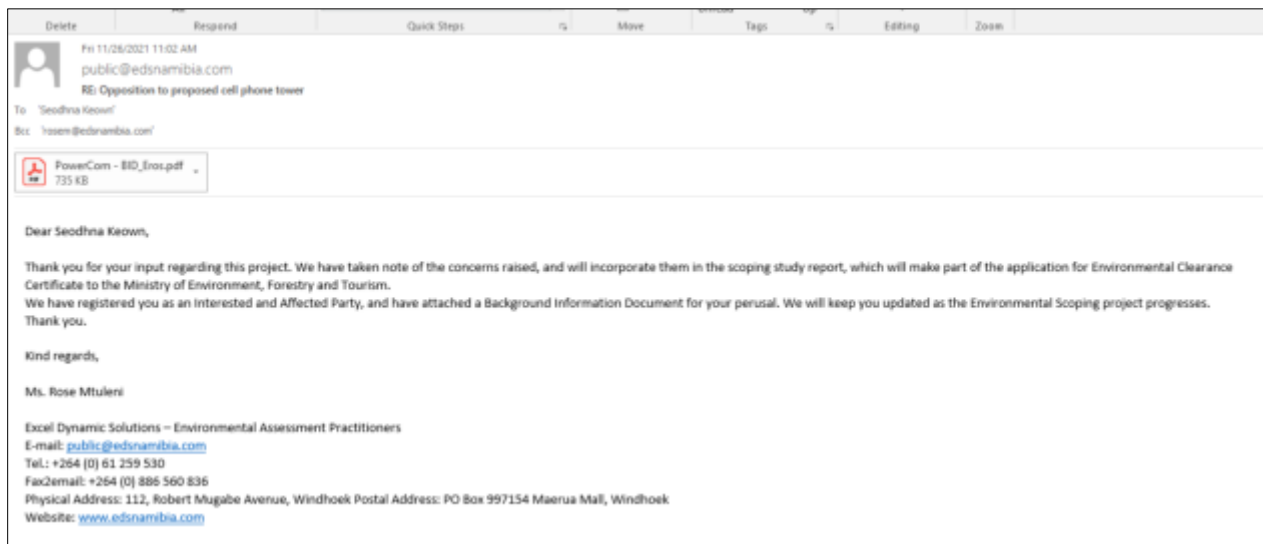 Delete Respond Quick Steps Move Tags Editing Zoom
Fri 11/26/2021 11:02 AM
public@edsnamibia.com
RE: Opposition to proposed cell phone tower
To 'Seodhna Keown'
Bcc 'rosem@edsnamibia.com'
PowerCom - BID_Eros.pdf
735 KB
Dear Seodhna Keown,
Thank you for your input regarding this project. We have taken note of the concerns raised, and will incorporate them in the scoping study report, which will make part of the application for Environmental Clearance
Certificate to the Ministry of Environment, Forestry and Tourism.
We have registered you as an Interested and Affected Party, and have attached a Background Information Document for your perusal. We will keep you updated as the Environmental Scoping project progresses.
Thank you.
Kind regards,
Ms. Rose Mtuleni
Excel Dynamic Solutions – Environmental Assessment Practitioners
E-mail: public@edsnamibia.com
Tel.: +264 (0) 61 259 530
Fax2email: +264 (0) 886 560 836
Physical Address: 112, Robert Mugabe Avenue, Windhoek Postal Address: PO Box 997154 Maerua Mall, Windhoek
Website: www.edsnamibia.com